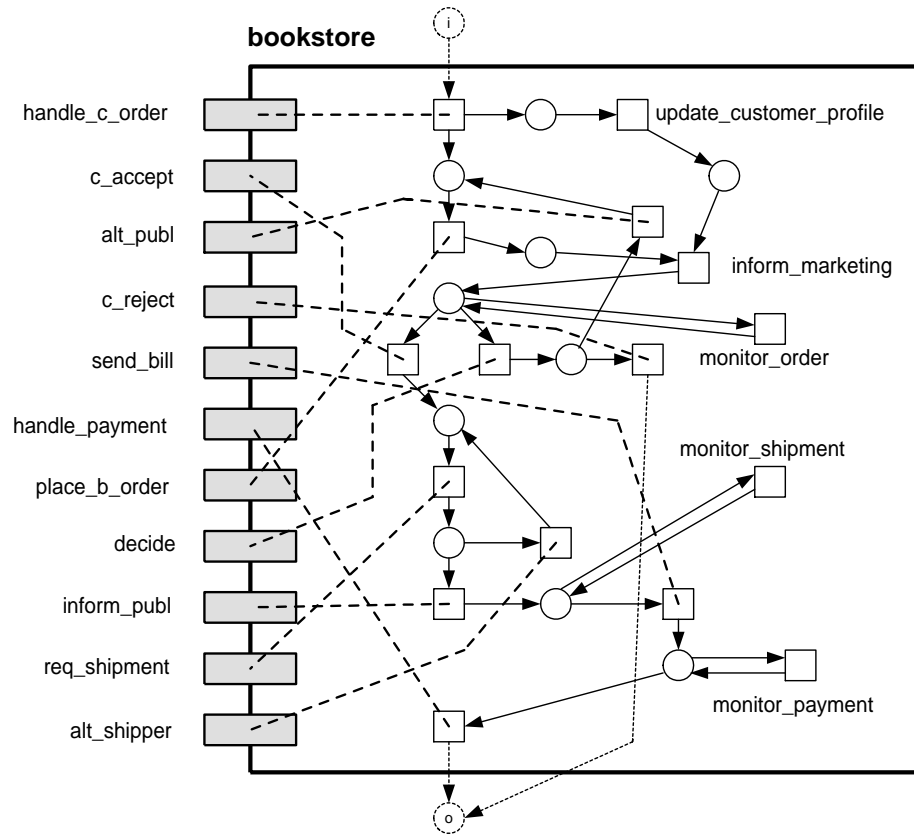 i
bookstore
handle_c_order
update_customer_profile
c_accept
alt_publ
inform_marketing
c_reject
monitor_order
send_bill
handle_payment
monitor_shipment
place_b_order
decide
inform_publ
req_shipment
monitor_payment
alt_shipper
o